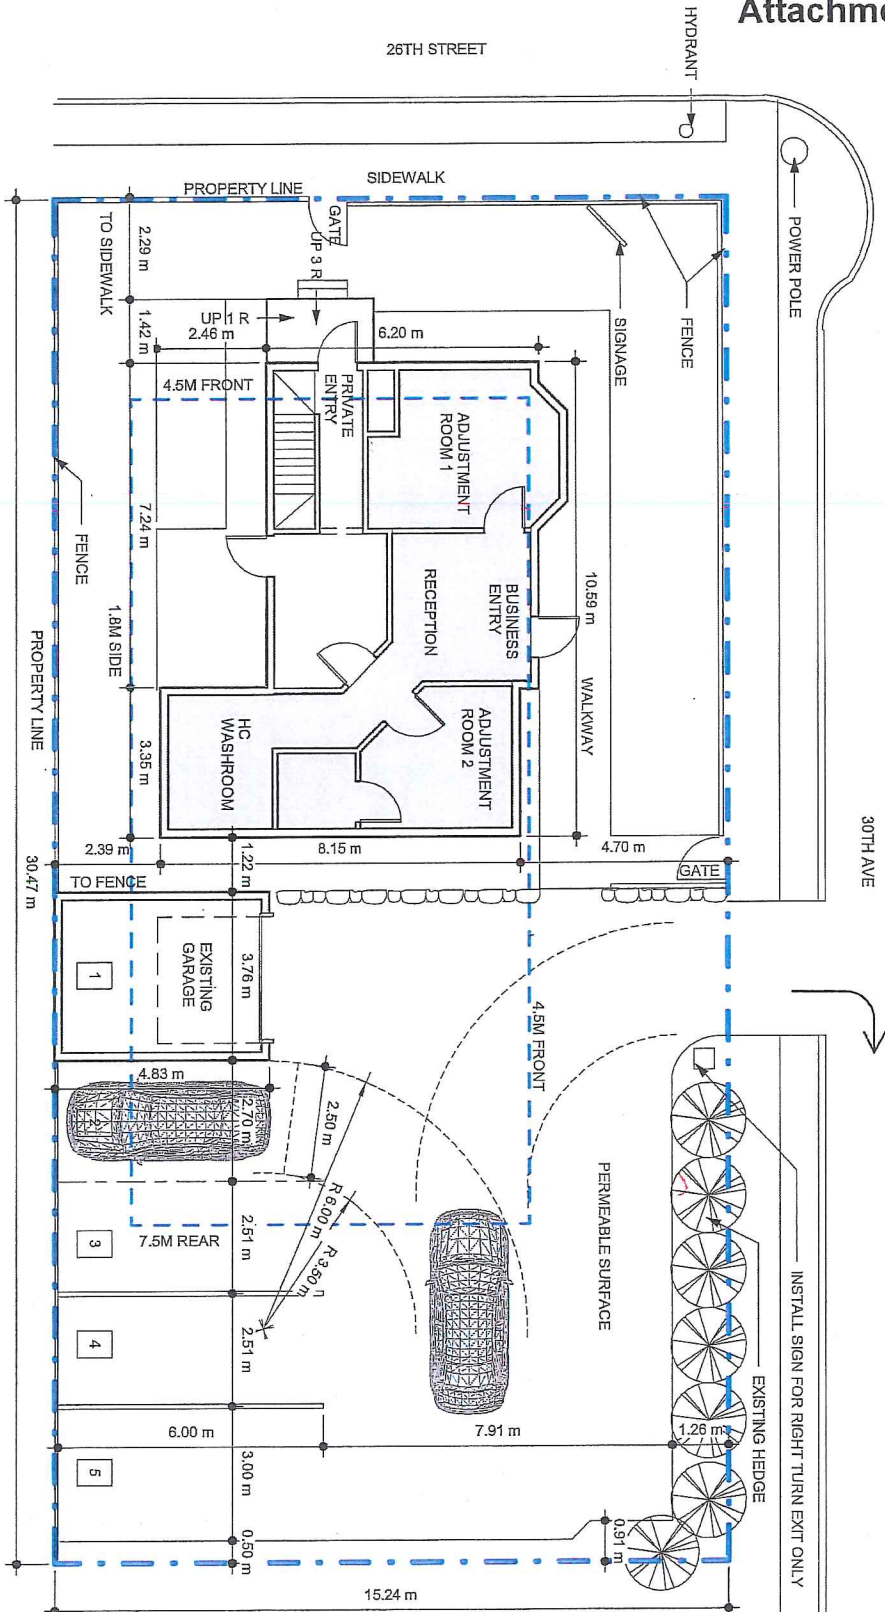 Attachme
26TH STREET
HYDRANT
POWER POLE
SIDEWALK
PROPERTY LINE
GATE
FENCE
SIGNAGE
TO SIDEWALK
2.29 m
UP 3 R
UP 1 R
1.42 m
2.46 m
6.20 m
4.5M FRONT
PRIVATE
ENTRY
ADJUSTMENT
ROOM 1
7.24 m
FENCE
RECEPTION
BUSINESS
ENTRY
10.59 m
WALKWAY
1.8M SIDE
PROPERTY LINE
HC
WASHROOM
ADJUSTMENT
ROOM 2
3.35 m
30TH AVE
2.39 m
1.22 m
8.15 m
4.70 m
TO FENCE
GATE
30.47 m
EXISTING
GARAGE
1
3.76 m
4.5M FRONT
4.83 m
2
2.70 m
2.50 m
R 6.00 m
R 3.50 m
PERMEABLE SURFACE
3
7.5M REAR
2.51 m
INSTALL SIGN FOR RIGHT TURN EXIT ONLY
4
2.51 m
EXISTING HEDGE
6.00 m
7.91 m
1.26 m
5
3.00 m
0.50 m
0.91 m
15.24 m